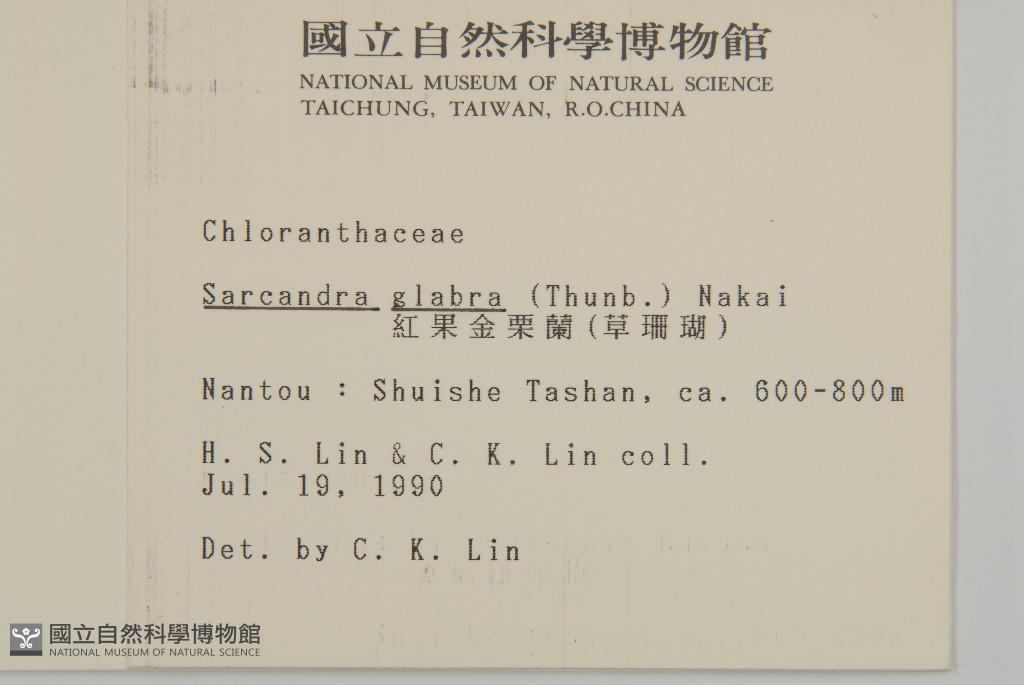 國立自然科學博物館
NATIONAL MUSEUM OF NATURAL SCIENCE
TAICHUNG, TAIWAN, R.O.CHINA
Chloranthaceae
Sarcandra glabra (Thunb.) Nakai
紅果金栗蘭(草珊瑚)
Nantou : Shuishe Tashan, ca. 600-800m
H. S. Lin & C. K. Lin coll.
Jul. 19, 1990
Det. by C. K. Lin
國立自然科學博物館
NATIONAL MUSEUM OF NATURAL SCIENCE